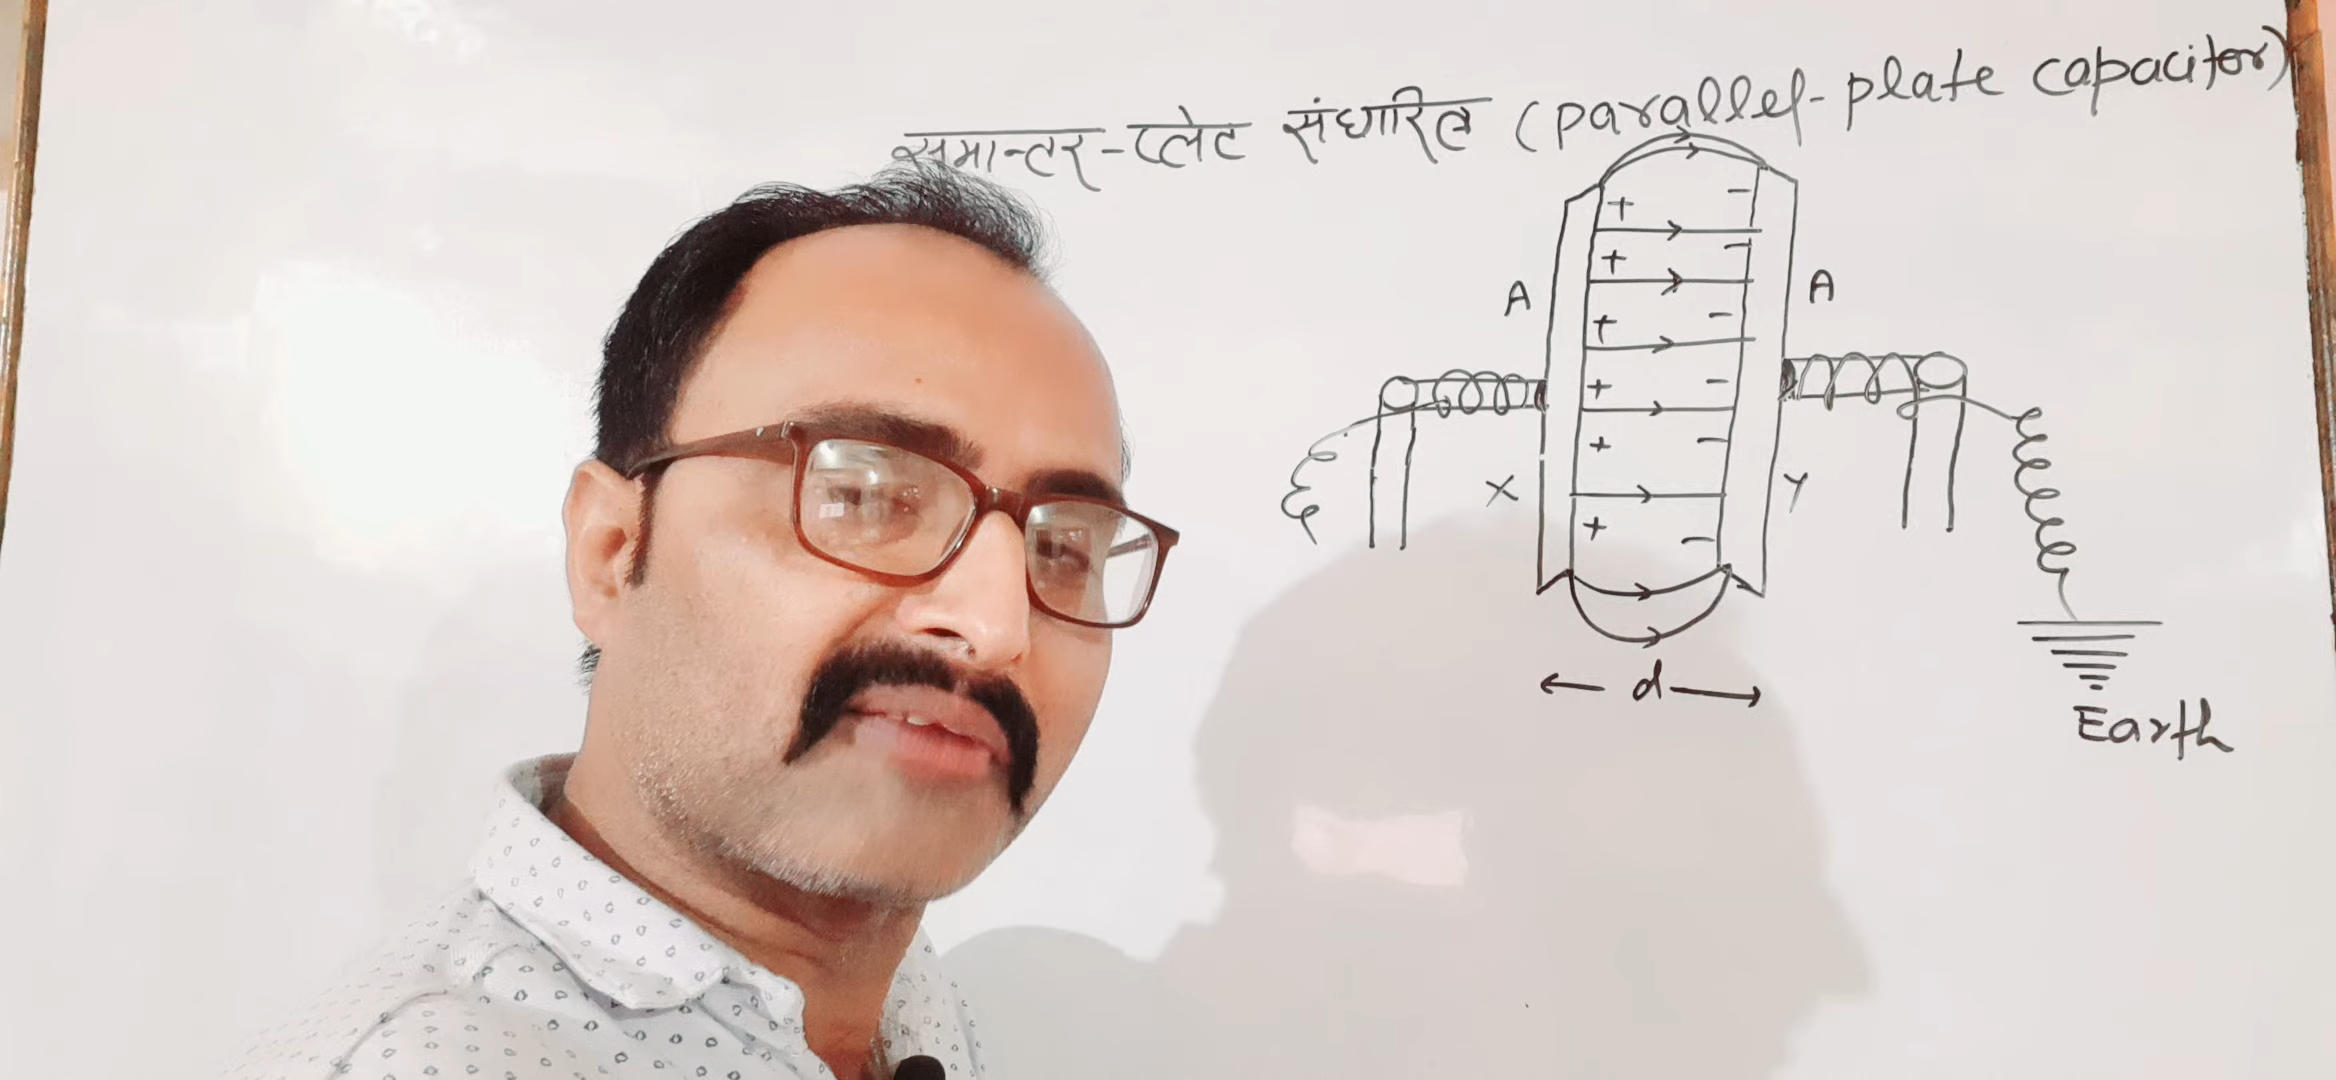 समान्तर-प्लेट संधारित्र (parallel-plate capacitor)
+ -
+ -
A A
+ -
+ -
+ -
X Y
+ -
d
Earth